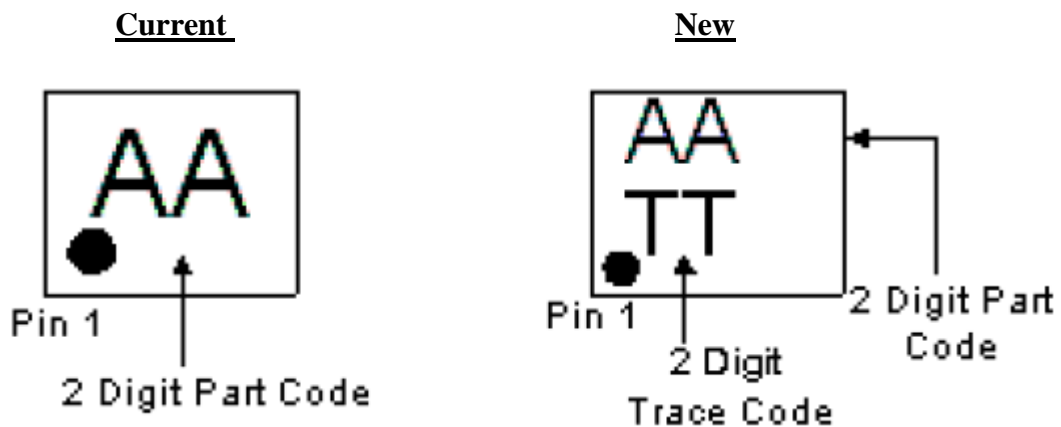 Current
AA
Pin 1
2 Digit Part Code
New
AA
TT
Pin 1
2 Digit
Trace Code
2 Digit Part
Code